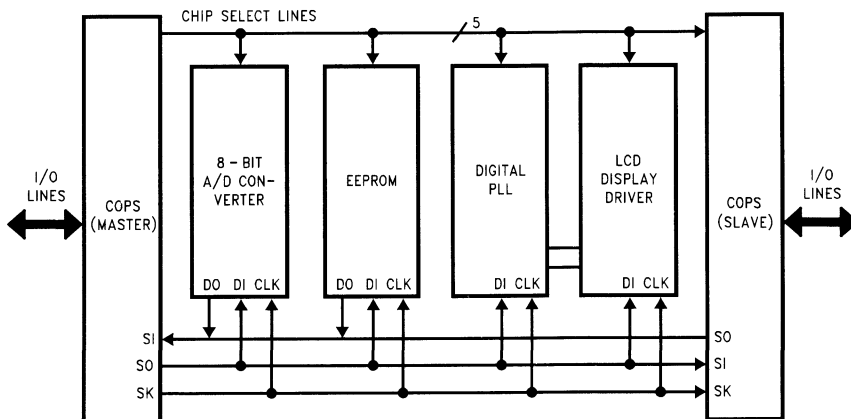 CHIP SELECT LINES
5
I/O
LINES
COPS
(MASTER)
8-BIT
A/D CON-
VERTER
EEPROM
DIGITAL
PLL
LCD
DISPLAY
DRIVER
COPS
(SLAVE)
I/O
LINES
DO DI CLK
DO DI CLK
DI CLK
DI CLK
SI
SO
SO
SI
SK
SK